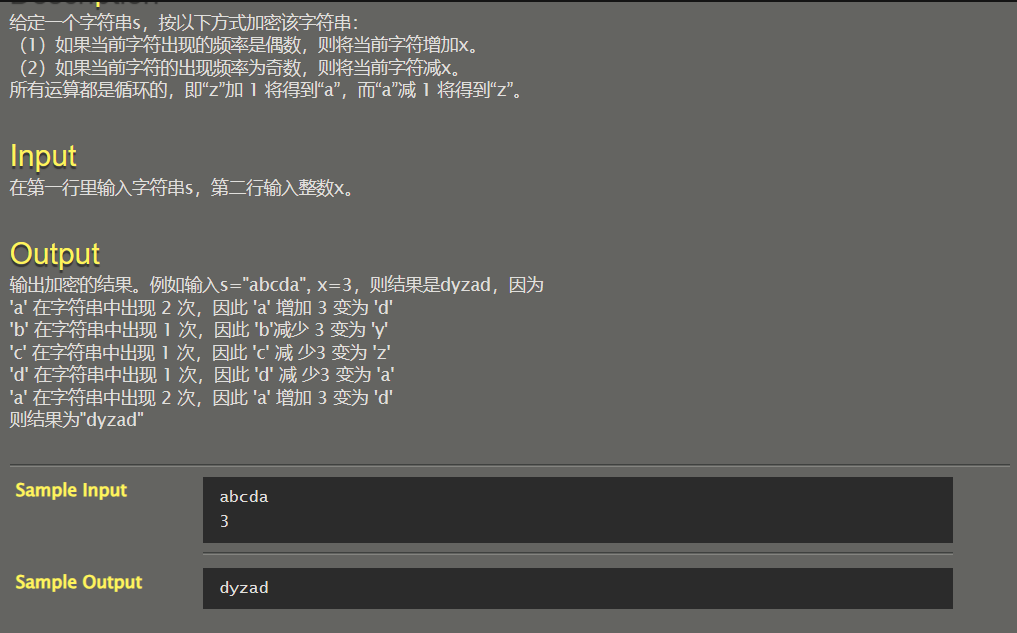 给定一个字符串s，按以下方式加密该字符串：
（1）如果当前字符出现的频率是偶数，则将当前字符增加x。
（2）如果当前字符的出现频率为奇数，则将当前字符减x。
所有运算都是循环的，即“z”加 1 将得到“a”，而“a”减 1 将得到“z”。
Input
在第一行里输入字符串s，第二行输入整数x。
Output
输出加密的结果。例如输入s="abcda", x=3，则结果是dyzad，因为
'a' 在字符串中出现 2 次，因此 'a' 增加 3 变为 'd'
'b' 在字符串中出现 1 次，因此 'b'减少 3 变为 'y'
'c' 在字符串中出现 1 次，因此 'c' 减 少3 变为 'z'
'd' 在字符串中出现 1 次，因此 'd' 减 少3 变为 'a'
'a' 在字符串中出现 2 次，因此 'a' 增加 3 变为 'd'
则结果为"dyzad"
Sample Input
abcda
3
Sample Output
dyzad